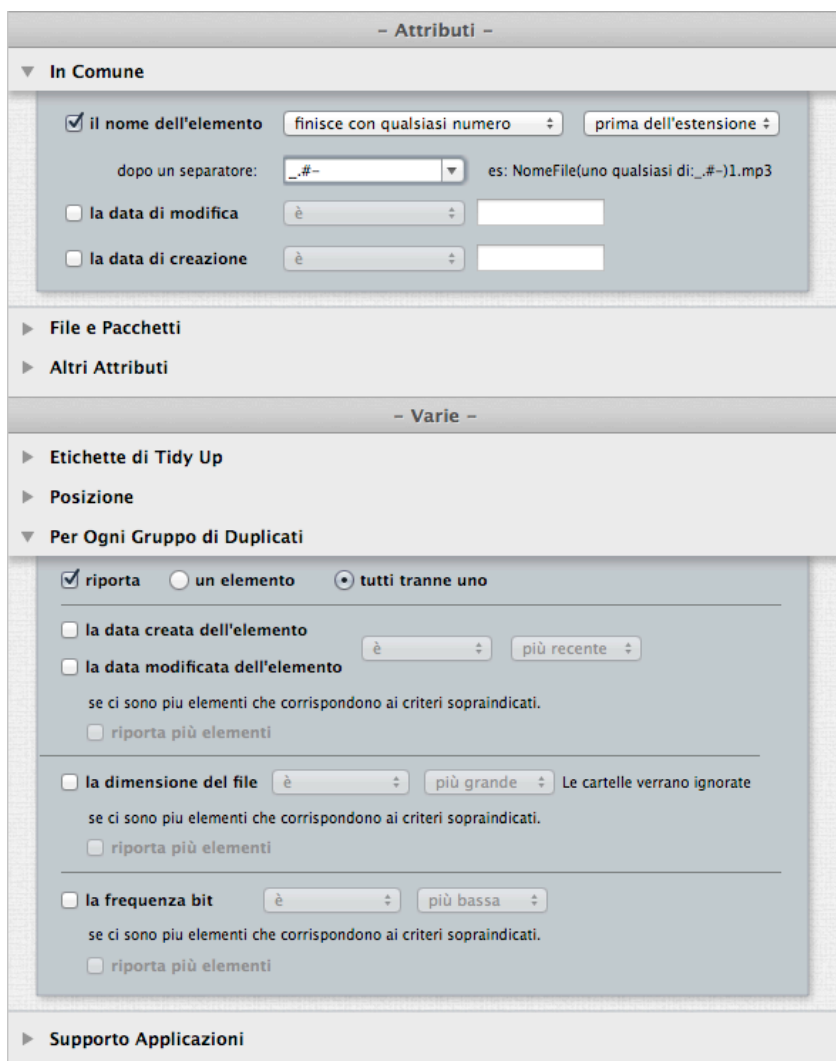 – Attributi –
In Comune
il nome dell'elemento finisce con qualsiasi numero prima dell'estensione
dopo un separatore: _.#- es: NomeFile(uno qualsiasi di:_.#-)1.mp3
la data di modifica è
la data di creazione è
File e Pacchetti
Altri Attributi
– Varie –
Etichette di Tidy Up
Posizione
Per Ogni Gruppo di Duplicati
riporta un elemento tutti tranne uno
la data creata dell'elemento
è più recente
la data modificata dell'elemento
se ci sono piu elementi che corrispondono ai criteri sopraindicati.
riporta più elementi
la dimensione del file è più grande Le cartelle verrano ignorate
se ci sono piu elementi che corrispondono ai criteri sopraindicati.
riporta più elementi
la frequenza bit è più bassa
se ci sono piu elementi che corrispondono ai criteri sopraindicati.
riporta più elementi
Supporto Applicazioni